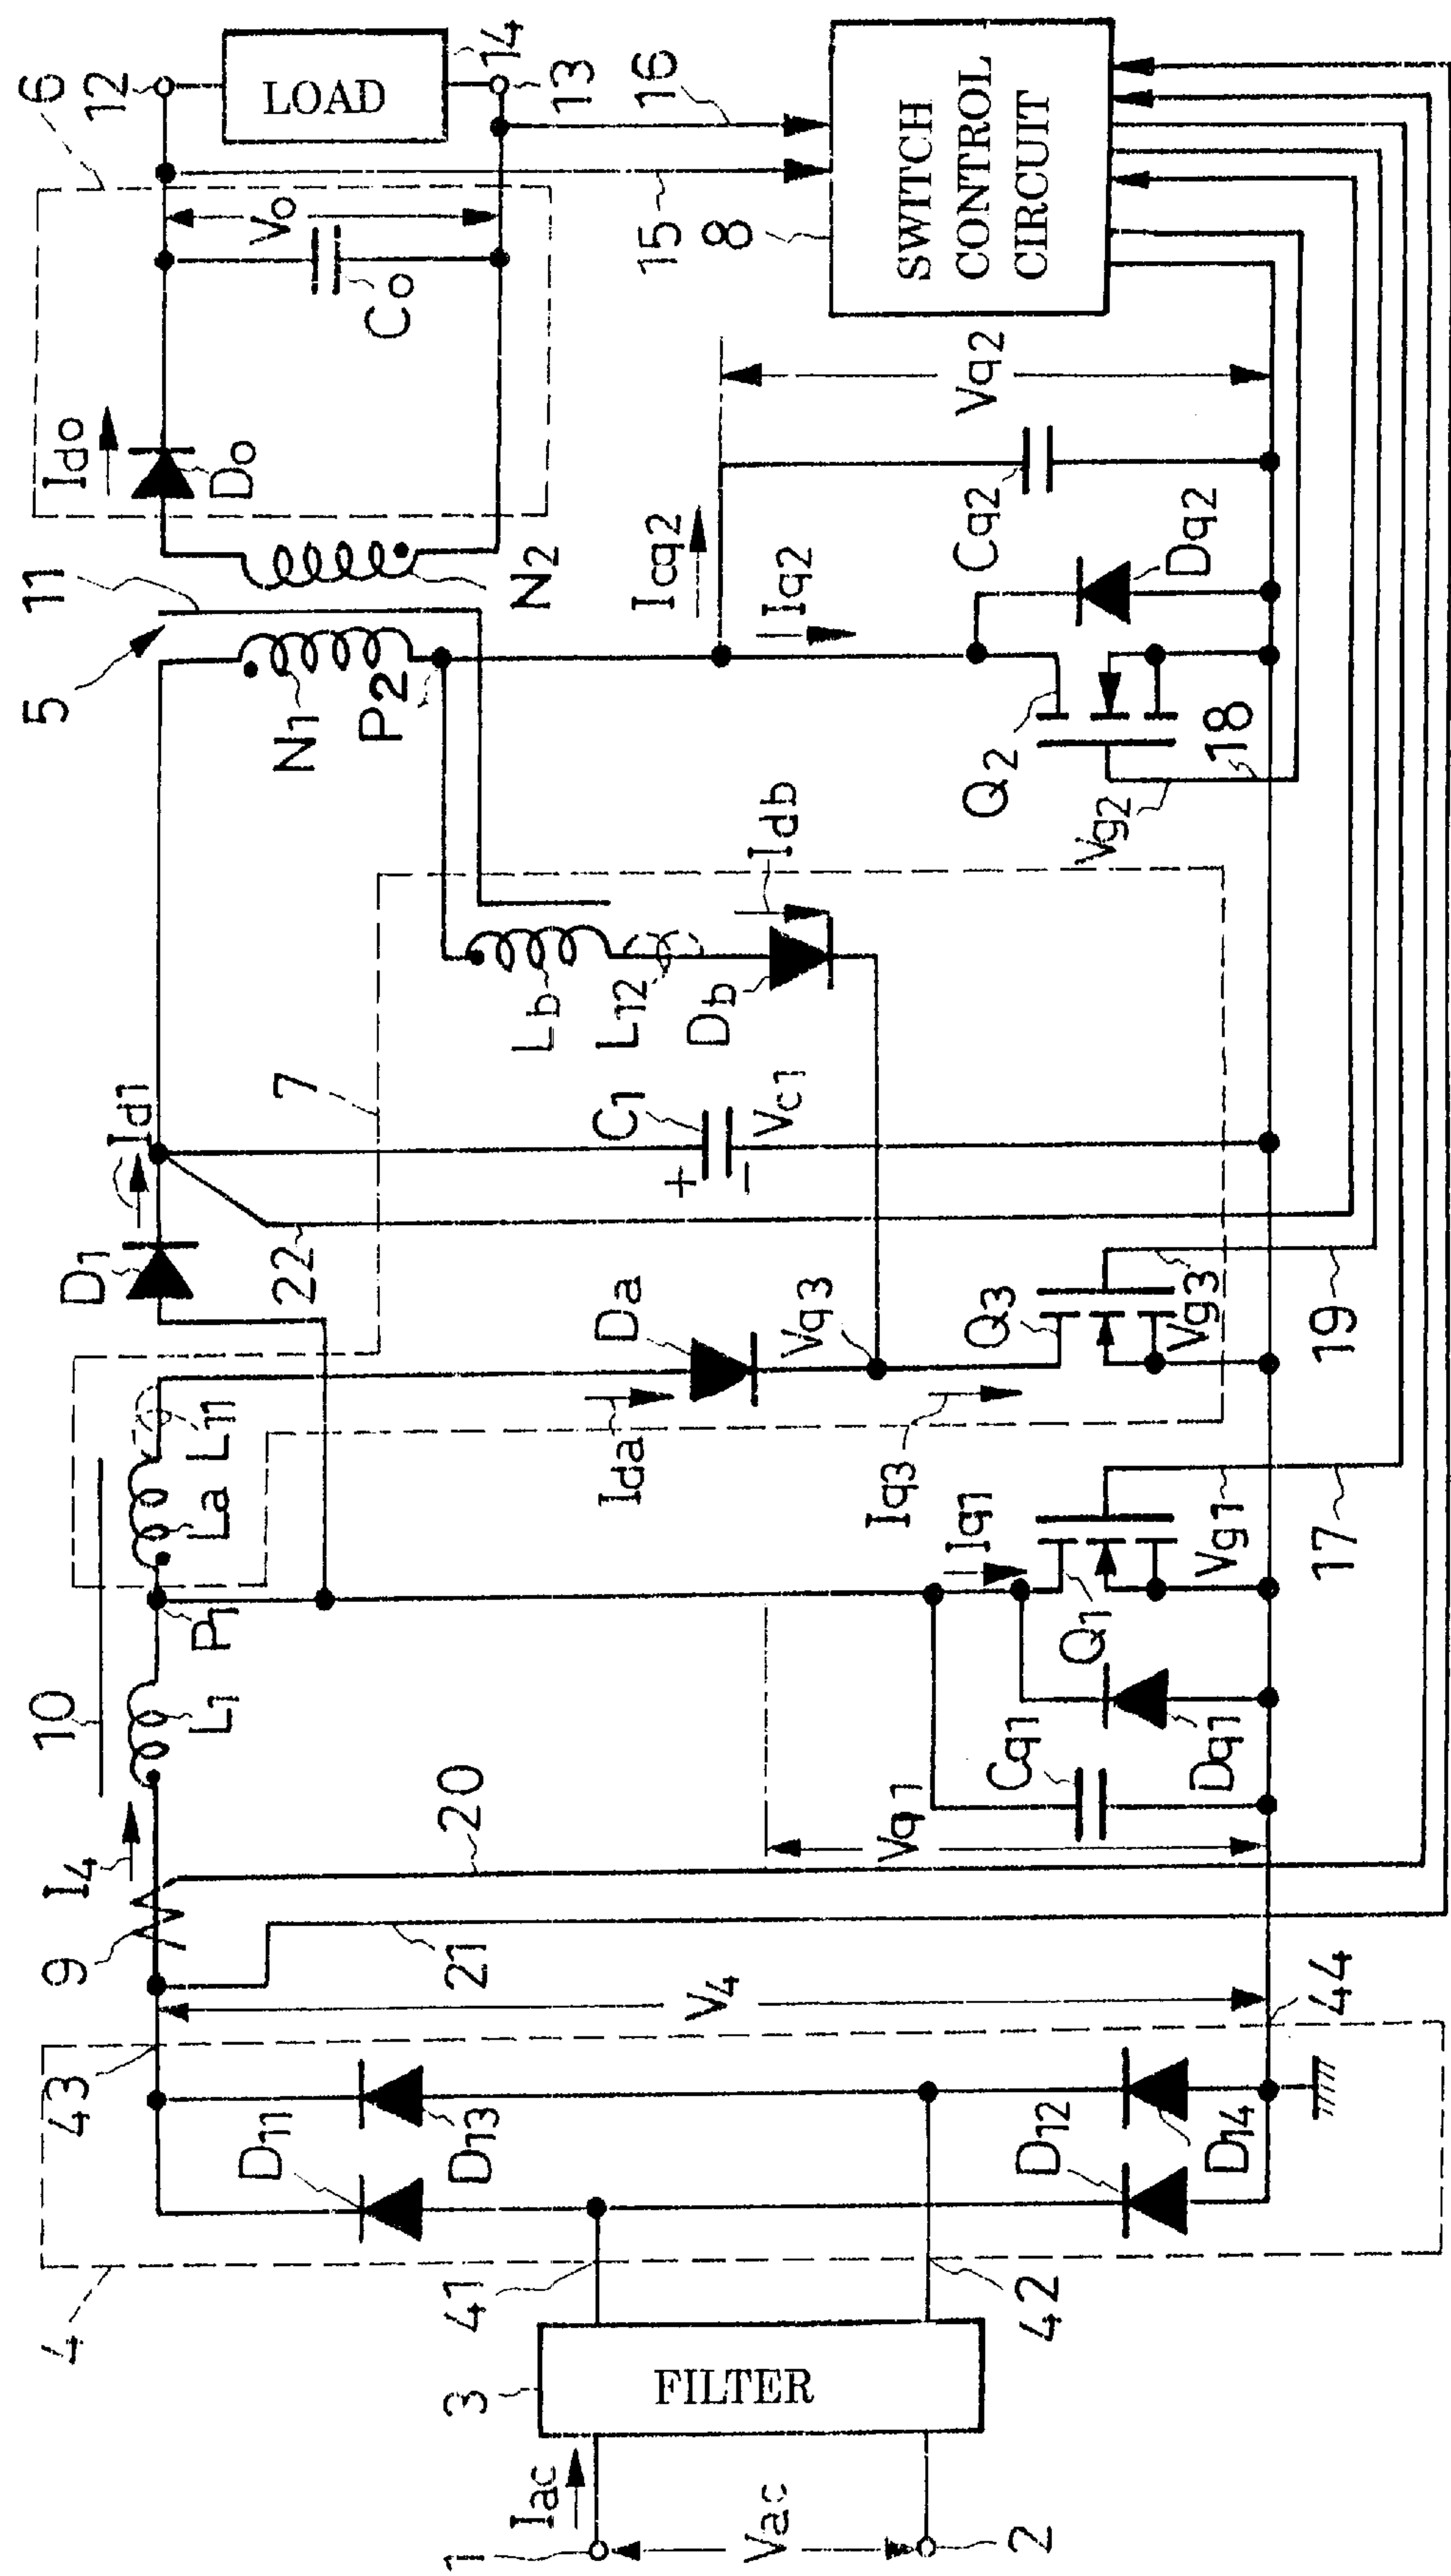 1
Iac
Vac
2
3
FILTER
4
41
42
43
D11
D13
D12
D14
44
V4
9
I4
21
20
10
L1
P1
La
L11
Vq1
Cq1
Dq1
Q1
Iq1
Vg1
17
Iq3
Ida
Da
Vq3
Q3
Vg3
19
D1
Id1
22
7
C1
+
−
Vc1
Lb
L12
Db
Idb
5
11
N1
P2
N2
Q2
Vg2
18
Icq2
Iq2
Cq2
Dq2
Vq2
Ido
Do
6
Co
Vo
12
LOAD
14
13
15
16
8
SWITCH
CONTROL
CIRCUIT